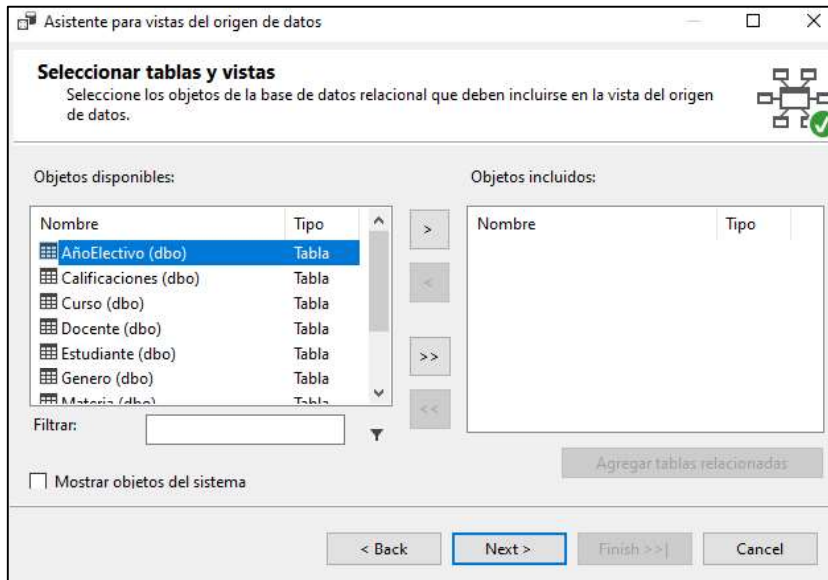 Asistente para vistas del origen de datos
Seleccionar tablas y vistas
Seleccione los objetos de la base de datos relacional que deben incluirse en la vista del origen
de datos.
Objetos disponibles:
Nombre Tipo
AñoElectivo (dbo) Tabla
Calificaciones (dbo) Tabla
Curso (dbo) Tabla
Docente (dbo) Tabla
Estudiante (dbo) Tabla
Genero (dbo) Tabla
Materia (dbo) Tabla
Filtrar:
Mostrar objetos del sistema
>
<
>>
<<
Objetos incluidos:
Nombre Tipo
Agregar tablas relacionadas
< Back
Next >
Finish >>|
Cancel